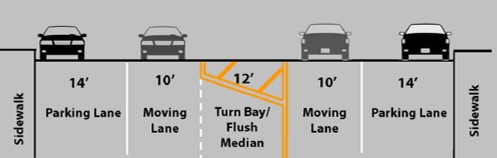 14'
Parking Lane
10'
Moving
Lane
12'
Turn Bay/
Flush
Median
10'
Moving
Lane
14'
Parking Lane
Sidewalk
Sidewalk